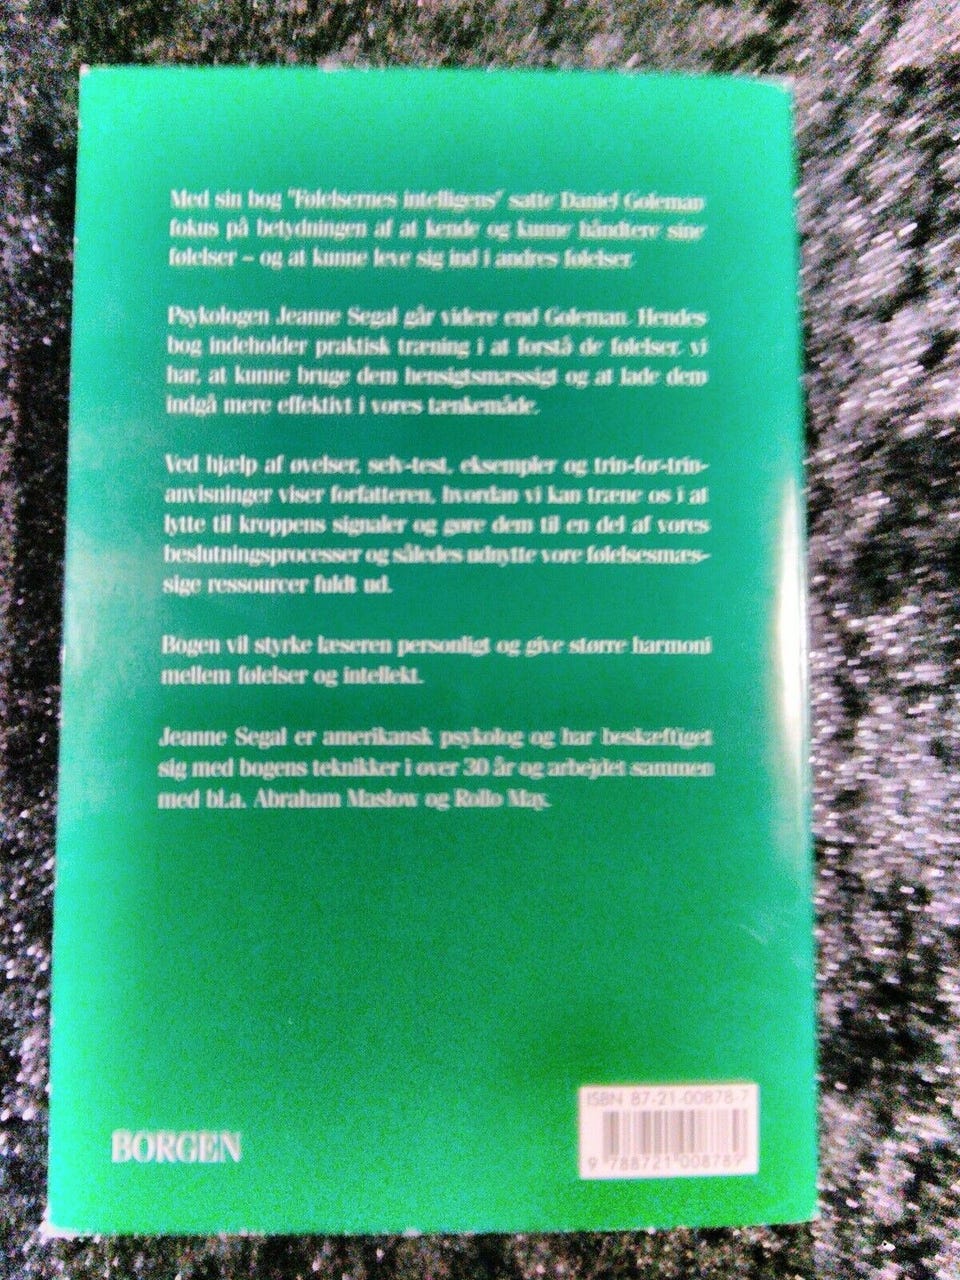 Med sin bog "Følelsernes intelligens" satte Daniel Goleman
fokus på betydningen af at kende og kunne håndtere sine
følelser – og at kunne leve sig ind i andres følelser.
Psykologen Jeanne Segal går videre end Goleman. Hendes
bog indeholder praktisk træning i at forstå de følelser, vi
har, at kunne bruge dem hensigtsmæssigt og at lade dem
indgå mere effektivt i vores tænkemåde.
Ved hjælp af øvelser, selv-test, eksempler og trin-for-trin-
anvisninger viser forfatteren, hvordan vi kan træne os i at
lytte til kroppens signaler og gøre dem til en del af vores
beslutningsprocesser og således udnytte vore følelsesmæs-
sige ressourcer fuldt ud.
Bogen vil styrke læseren personligt og give større harmoni
mellem følelser og intellekt.
Jeanne Segal er amerikansk psykolog og har beskæftiget
sig med bogens teknikker i over 30 år og arbejdet sammen
med bl.a. Abraham Maslow og Rollo May.
ISBN 87-21-00878-7
9 788721 008789
BORGEN